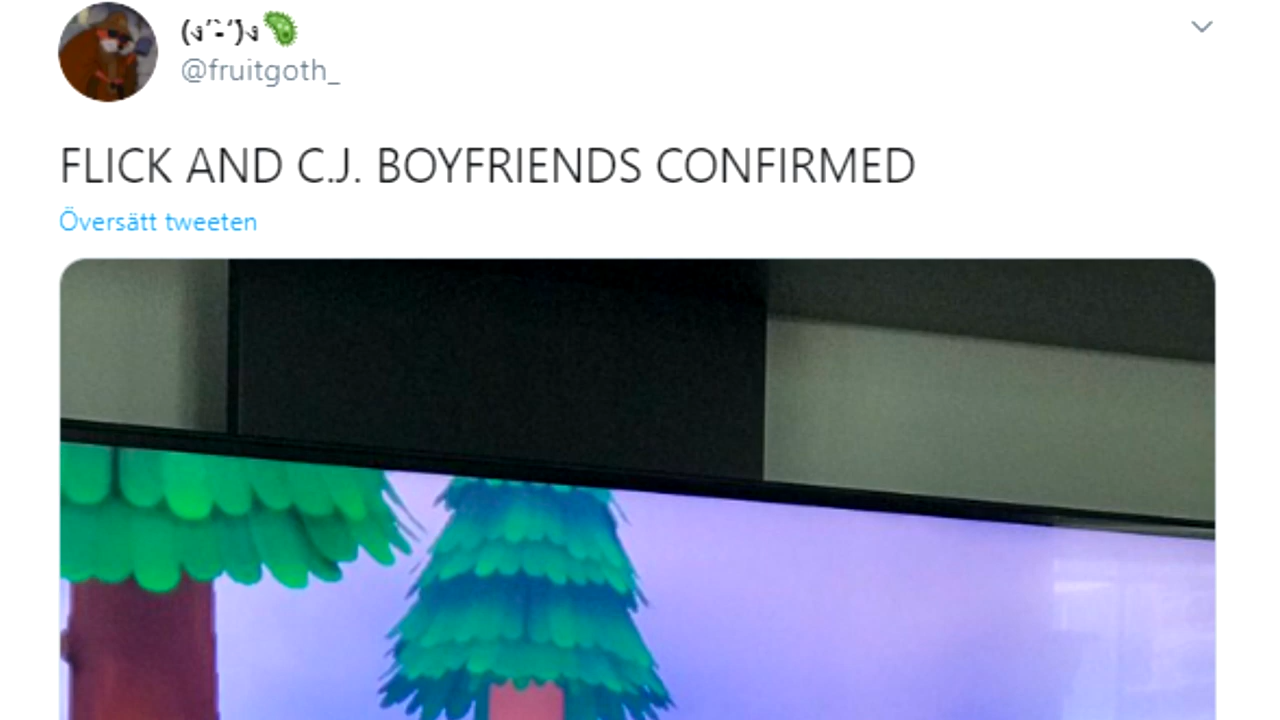 (ง ˊ˘ˋ)ง🦠
@fruitgoth_
FLICK AND C.J. BOYFRIENDS CONFIRMED
Översätt tweeten